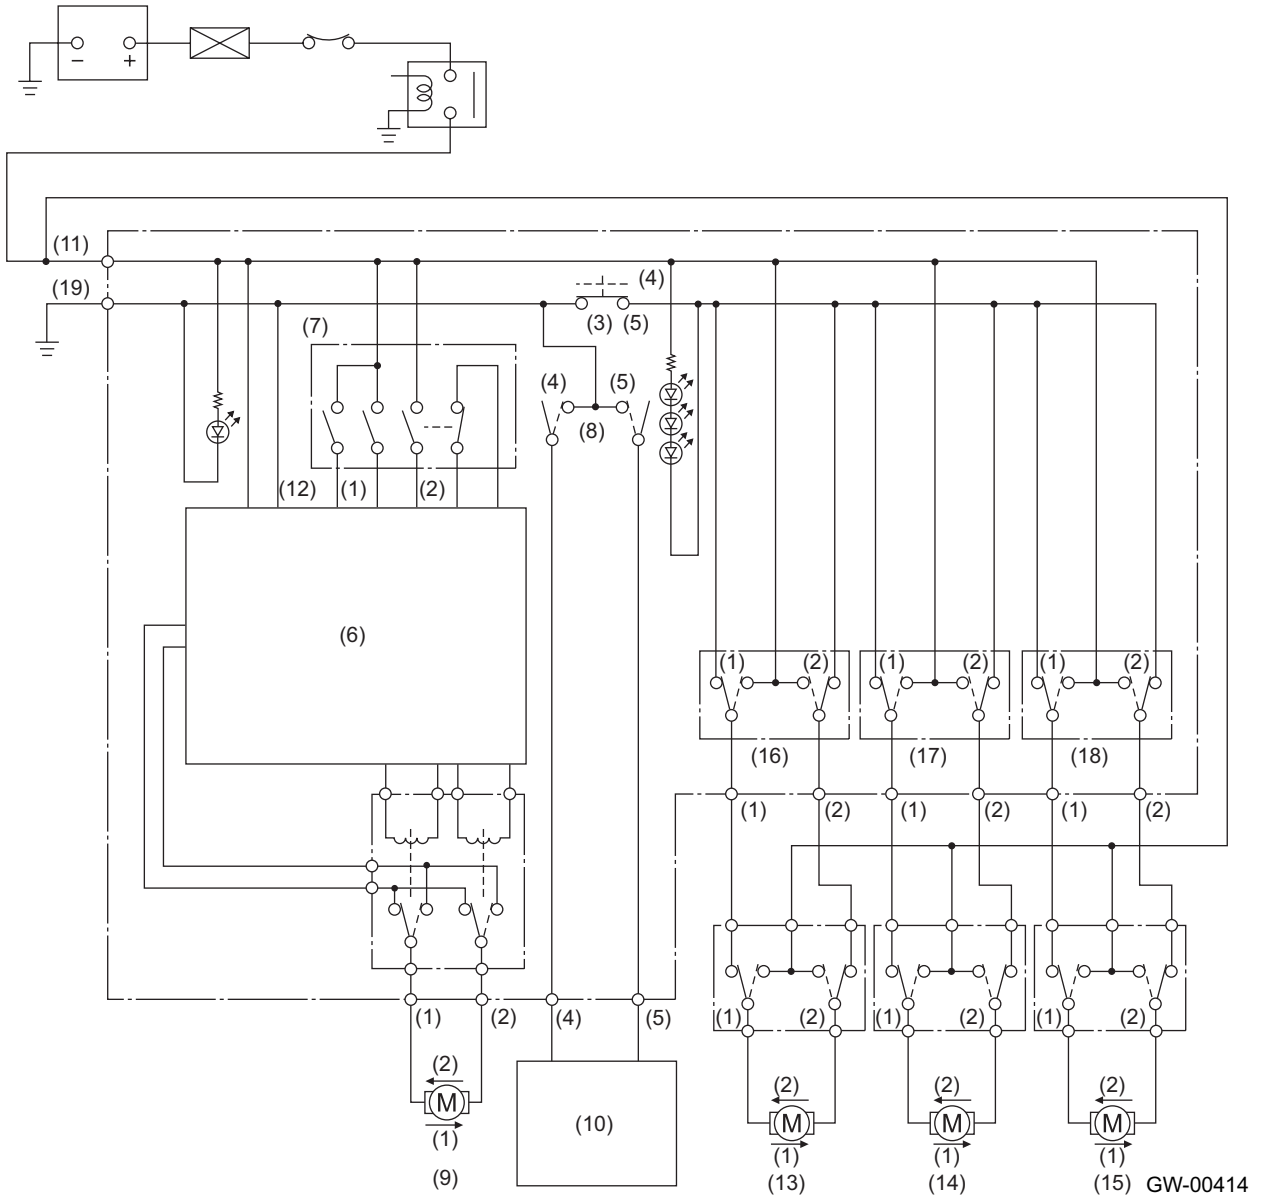 − +
(11)
(19)
(4)
(3) (5)
(7)
(4) (5)
(8)
(12) (1) (2)
(6)
(1) (2) (1) (2) (1) (2)
(16) (17) (18)
(1) (2) (1) (2) (1) (2)
(1) (2) (4) (5)
(1) (2) (1) (2) (1) (2)
(2)
M
(1)
(9)
(10)
(2) (2) (2)
M M M
(1) (1) (1)
(13) (14) (15) GW-00414